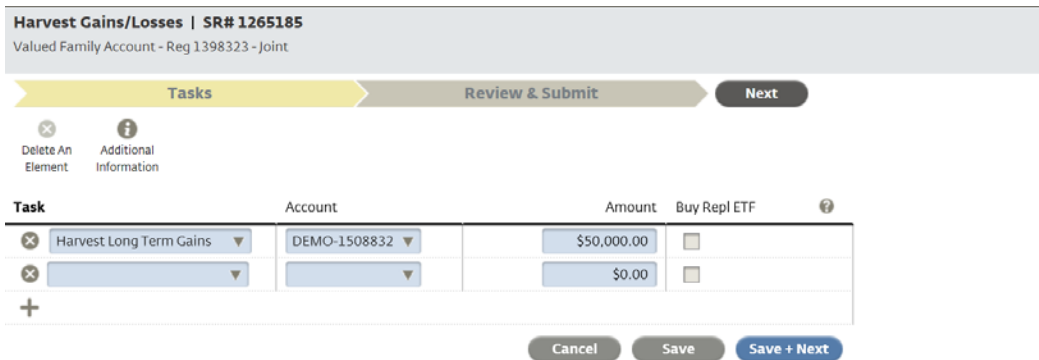 Harvest Gains/Losses | SR# 1265185
Valued Family Account - Reg 1398323 - Joint
Tasks Review & Submit Next
Delete An Element
Additional Information
Task Account Amount Buy Repl ETF ?
Harvest Long Term Gains DEMO-1508832 $50,000.00
$0.00
Cancel Save Save + Next